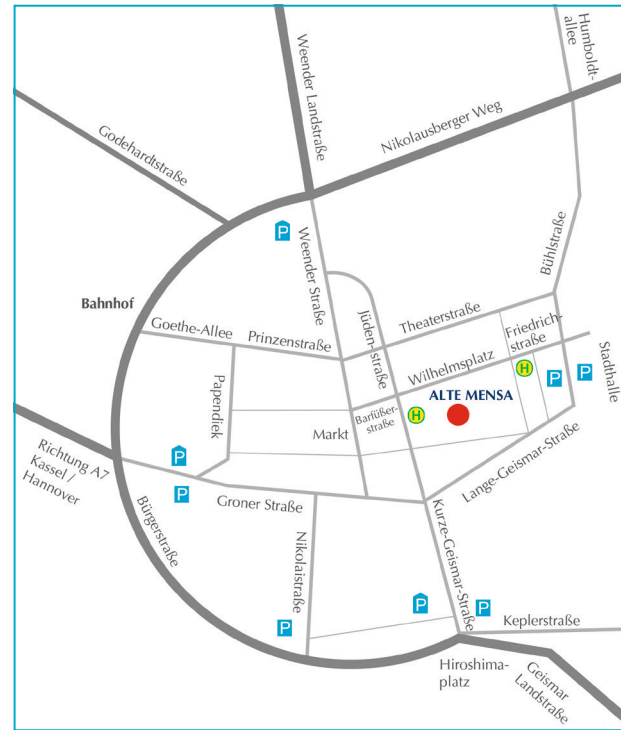 Humboldt-
allee
Weender Landstraße
Nikolausberger Weg
Godehardtstraße
P
Weender Straße
Bühlstraße
Bahnhof
Jüden-straße
Theaterstraße
Goethe-Allee
Prinzenstraße
Friedrich-
straße
Stadthalle
Wilhelmsplatz
H
P
P
Papendiek
ALTE MENSA
Barfüßer-
straße
H
Markt
Richtung A7
Kassel /
Hannover
P
P
Lange-Geismar-Straße
Groner Straße
Bürgerstraße
Nikolaistraße
Kurze-Geismar-Straße
P
P
P
Keplerstraße
Hiroshima-
platz
Geismar
Landstraße